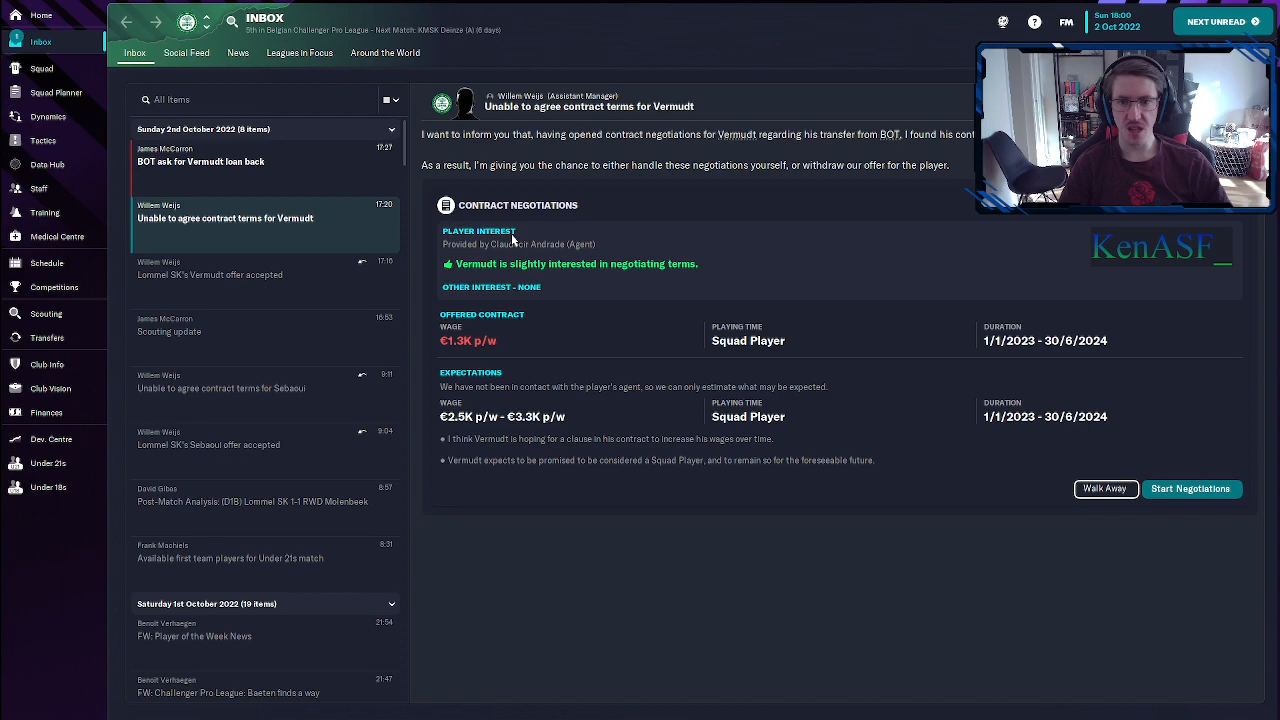 Home
INBOX
5th in Belgian Challenger Pro League - Next Match: KMSK Deinze (A) (6 days)
FM
Sun 18:00
2 Oct 2022
NEXT UNREAD
1
Inbox
Squad
Squad Planner
Dynamics
Tactics
Data Hub
Staff
Training
Medical Centre
Schedule
Competitions
Scouting
Transfers
Club Info
Club Vision
Finances
Dev. Centre
Under 21s
Under 18s
Inbox
Social Feed
News
Leagues in Focus
Around the World
All Items
Sunday 2nd October 2022 (8 items)
James McCarron
17:27
BOT ask for Vermudt loan back
Willem Weijs
17:20
Unable to agree contract terms for Vermudt
Willem Weijs
17:16
Lommel SK's Vermudt offer accepted
James McCarron
16:53
Scouting update
Willem Weijs
9:11
Unable to agree contract terms for Sebaoui
Willem Weijs
9:04
Lommel SK's Sebaoui offer accepted
David Gibas
8:57
Post-Match Analysis: (D1B) Lommel SK 1-1 RWD Molenbeek
Frank Machiels
8:31
Available first team players for Under 21s match
Saturday 1st October 2022 (19 items)
Benoît Verhaegen
21:54
FW: Player of the Week News
Benoît Verhaegen
21:47
FW: Challenger Pro League: Baeten finds a way
Willem Weijs (Assistant Manager)
Unable to agree contract terms for Vermudt
I want to inform you that, having opened contract negotiations for Vermudt regarding his transfer from BOT, I found his cont
As a result, I'm giving you the chance to either handle these negotiations yourself, or withdraw our offer for the player.
CONTRACT NEGOTIATIONS
PLAYER INTEREST
Provided by Claudecir Andrade (Agent)
Vermudt is slightly interested in negotiating terms.
OTHER INTEREST - NONE
KenASF_
OFFERED CONTRACT
WAGE
PLAYING TIME
DURATION
€1.3K p/w
Squad Player
1/1/2023 - 30/6/2024
EXPECTATIONS
We have not been in contact with the player's agent, so we can only estimate what may be expected.
WAGE
PLAYING TIME
DURATION
€2.5K p/w - €3.3K p/w
Squad Player
1/1/2023 - 30/6/2024
• I think Vermudt is hoping for a clause in his contract to increase his wages over time.
• Vermudt expects to be promised to be considered a Squad Player, and to remain so for the foreseeable future.
Walk Away
Start Negotiations